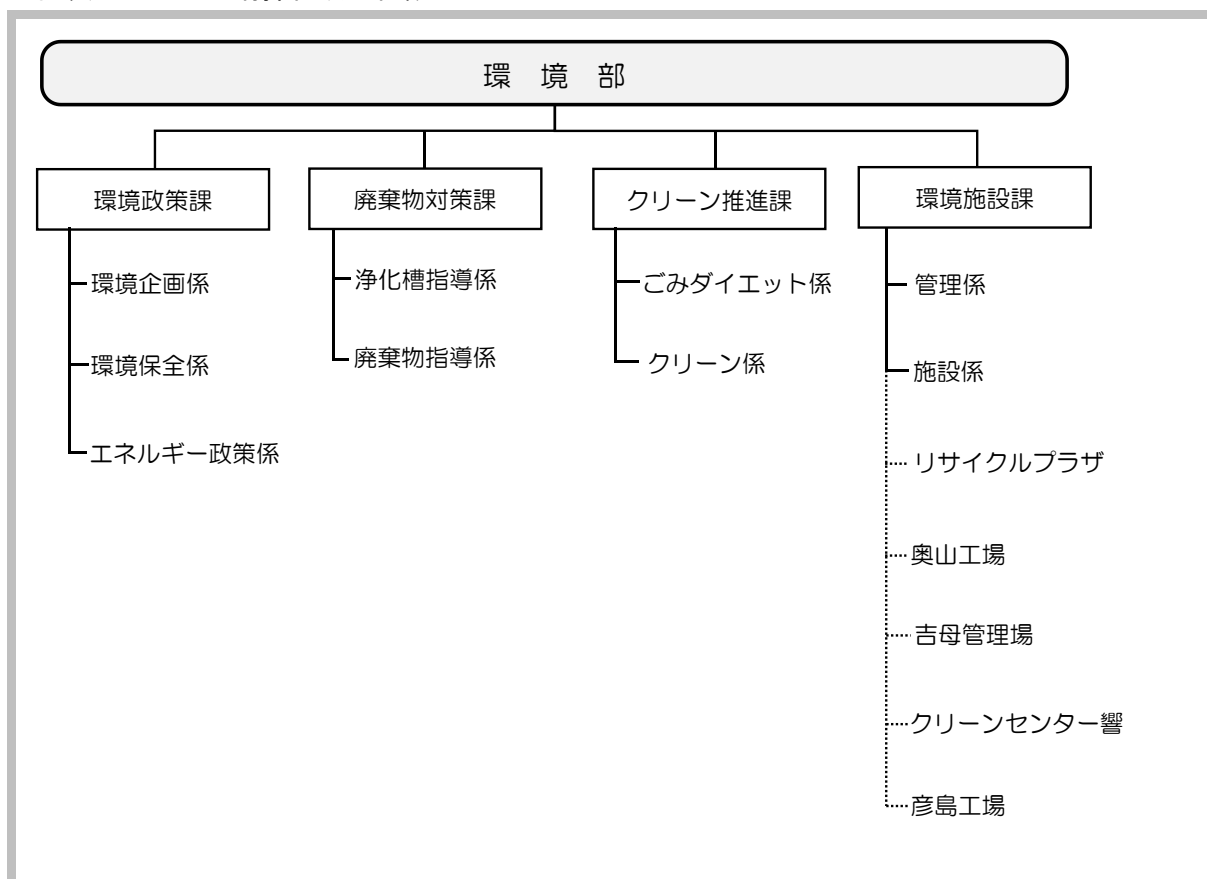 環 境 部
環境政策課
廃棄物対策課
クリーン推進課
環境施設課
環境企画係
環境保全係
エネルギー政策係
浄化槽指導係
廃棄物指導係
ごみダイエット係
クリーン係
管理係
施設係
リサイクルプラザ
奥山工場
吉母管理場
クリーンセンター響
彦島工場